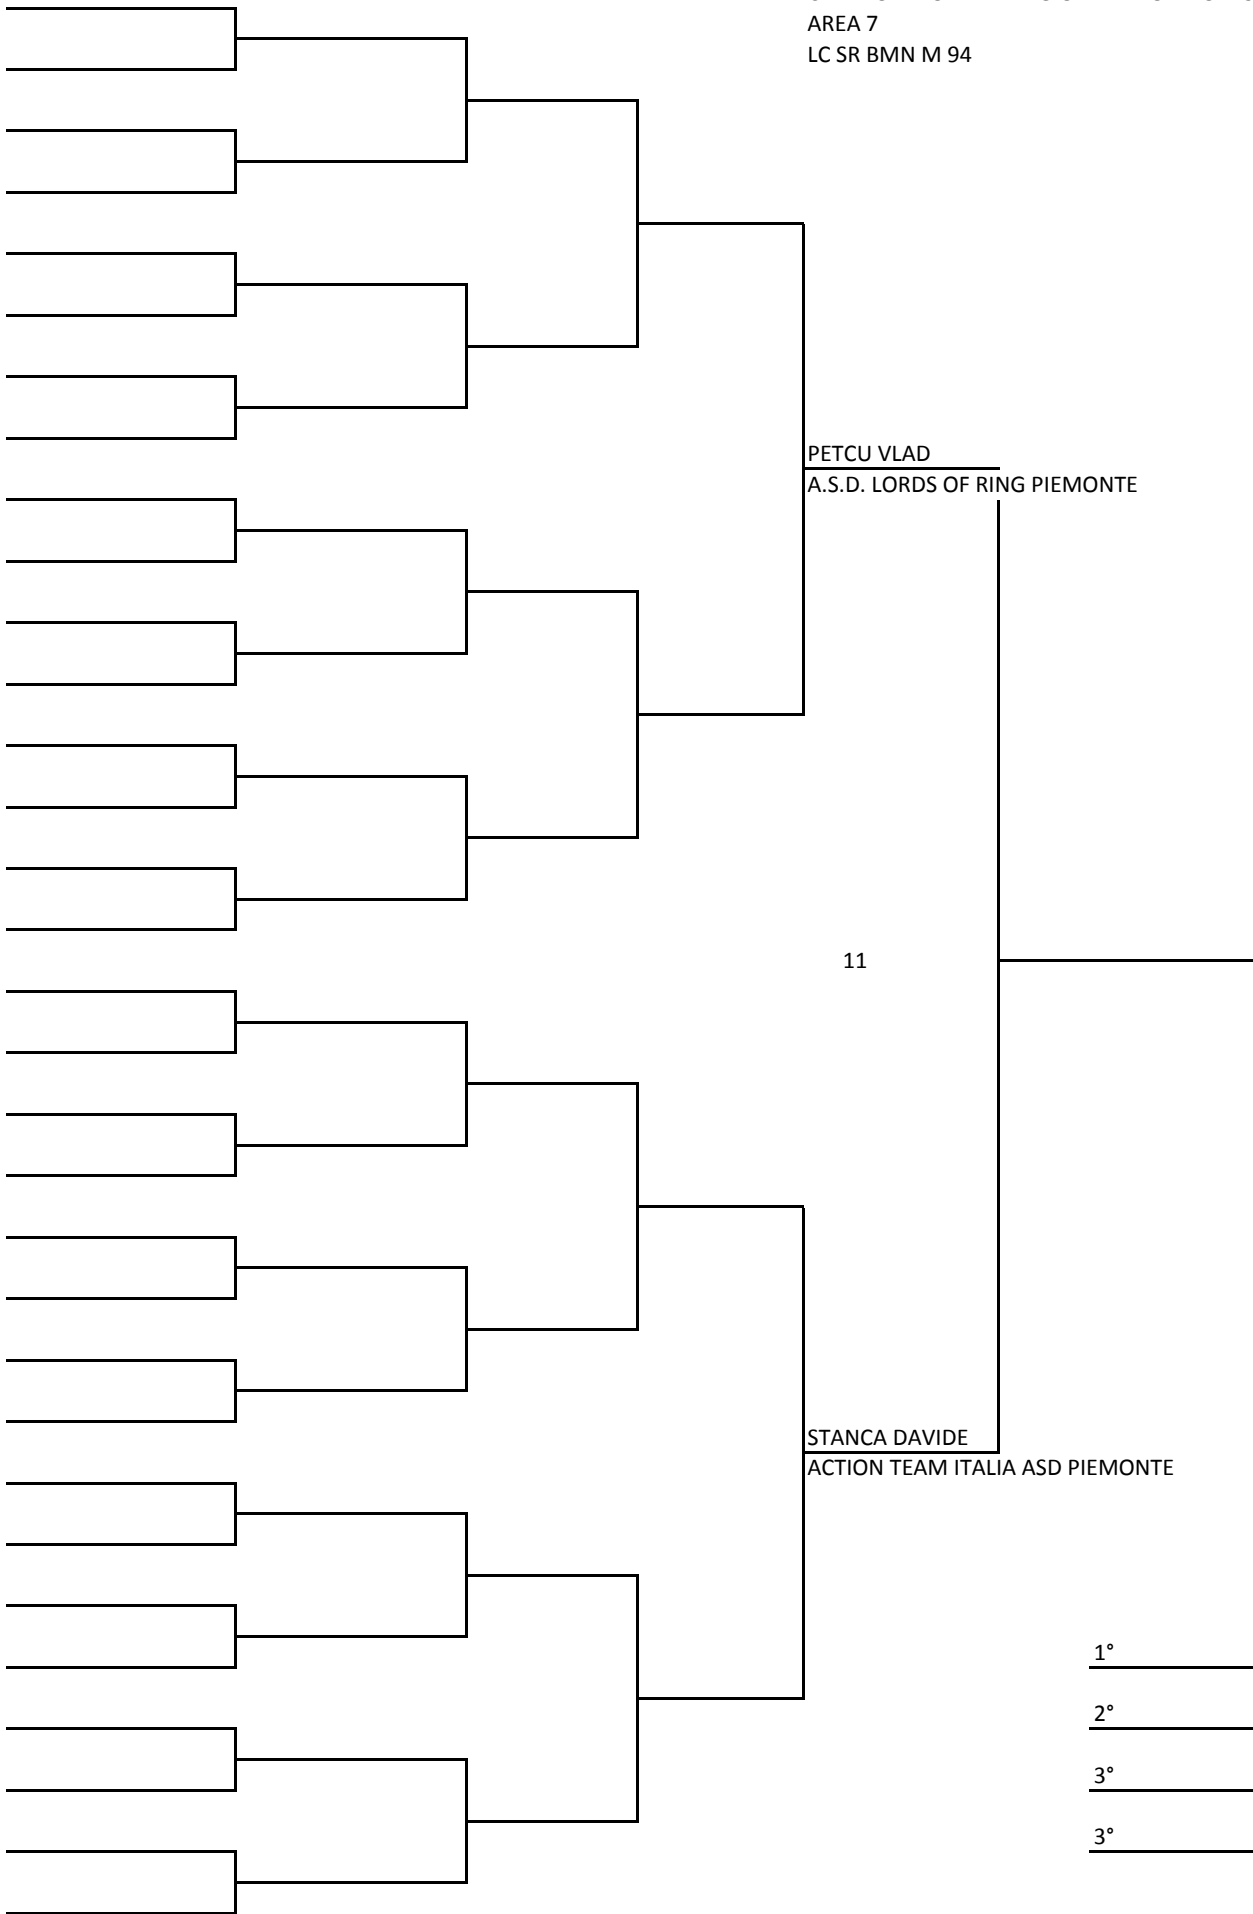 AREA 7
LC SR BMN M 94
PETCU VLAD
A.S.D. LORDS OF RING PIEMONTE
11
STANCA DAVIDE
ACTION TEAM ITALIA ASD PIEMONTE
1°
2°
3°
3°